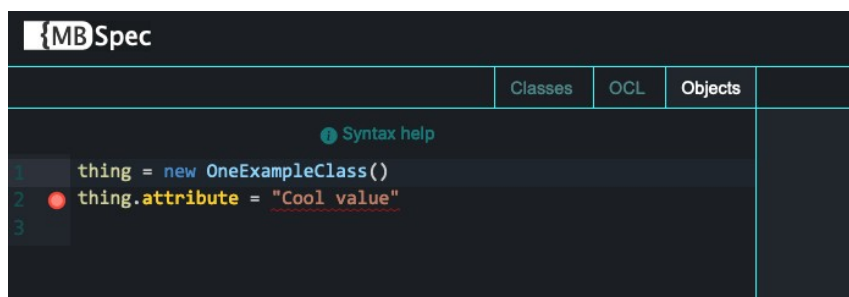 {MB}Spec
Classes OCL Objects
Syntax help
1 thing = new OneExampleClass()
2 thing.attribute = "Cool value"
3